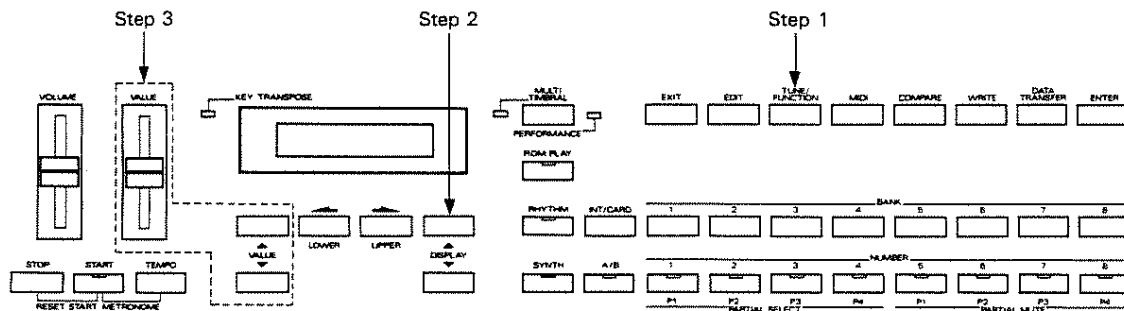 Step 3 Step 2 Step 1
VOLUME VALUE KEY TRANSPOSE MULTI TIMBRAL EXIT EDIT TUNE/ FUNCTION MIDI COMPARE WRITE DATA TRANSFER ENTER
PERFORMANCE
ROM PLAY
RHYTHM INT/CARD BANK
1 2 3 4 5 6 7 8
LOWER UPPER
STOP START TEMPO VALUE DISPLAY SYNTH A/B NUMBER
1 2 3 4 5 6 7 8
RESET START METRONOME
P1 P2 P3 P4 P1 P2 P3 P4
PARTIAL SELECT PARTIAL MUTE